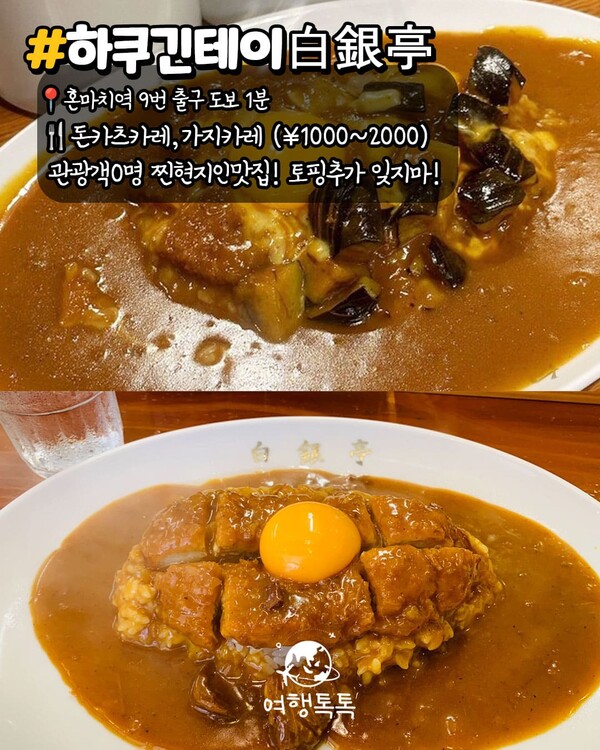 #하쿠긴테이白銀亭
📍혼마치역 9번 출구 도보 1분
🍴돈카츠카레,가지카레 (¥1000~2000)
관광객0명 찐현지인맛집! 토핑추가 잊지마!
白銀亭
여행톡톡